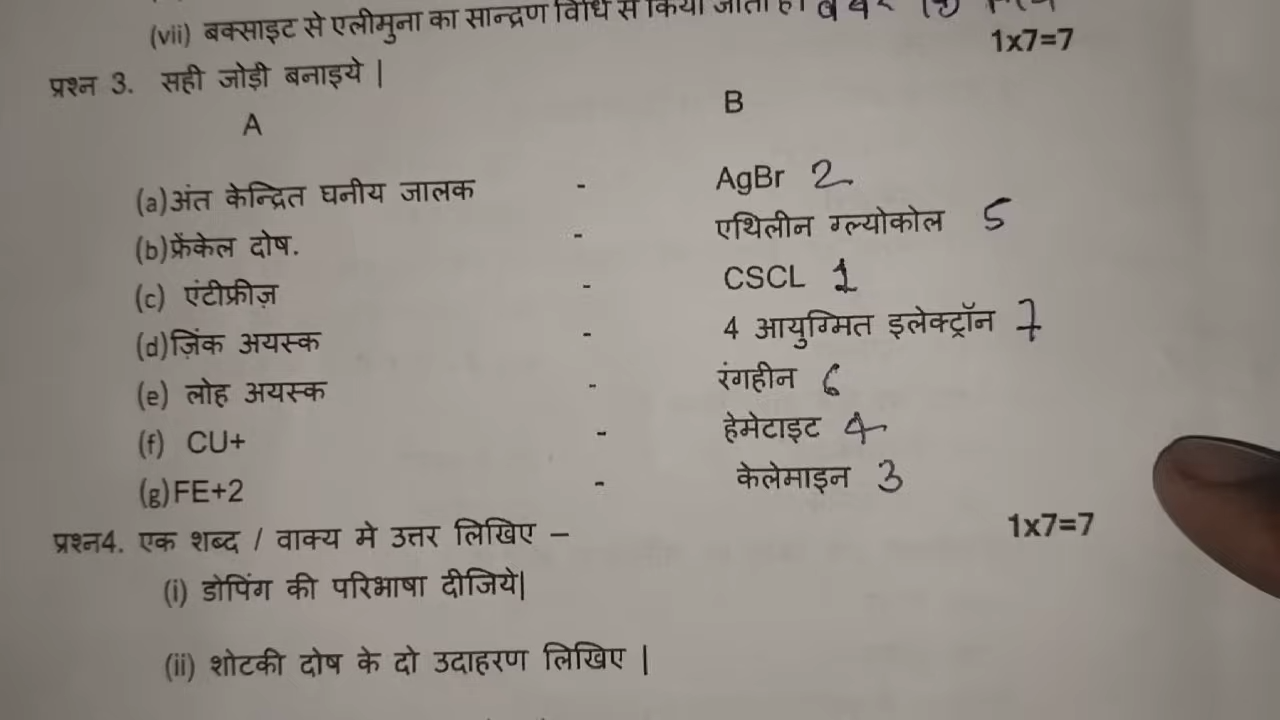 (vii) बक्साइट से एलीमुना का सान्द्रण विधि से किया जाता है।
1x7=7
प्रश्न 3. सही जोड़ी बनाइये |
A B
(a)अंत केन्द्रित घनीय जालक - AgBr 2
(b)फ्रेंकेल दोष. - एथिलीन ग्ल्योकोल 5
(c) एंटीफ्रीज़ - CSCL 1
(d)ज़िंक अयस्क - 4 आयुग्मित इलेक्ट्रॉन 7
(e) लोह अयस्क - रंगहीन 6
(f) CU+ - हेमेटाइट 4
(g)FE+2 - केलेमाइन 3
प्रश्न4. एक शब्द / वाक्य मे उत्तर लिखिए – 1x7=7
(i) डोपिंग की परिभाषा दीजिये|
(ii) शोटकी दोष के दो उदाहरण लिखिए |